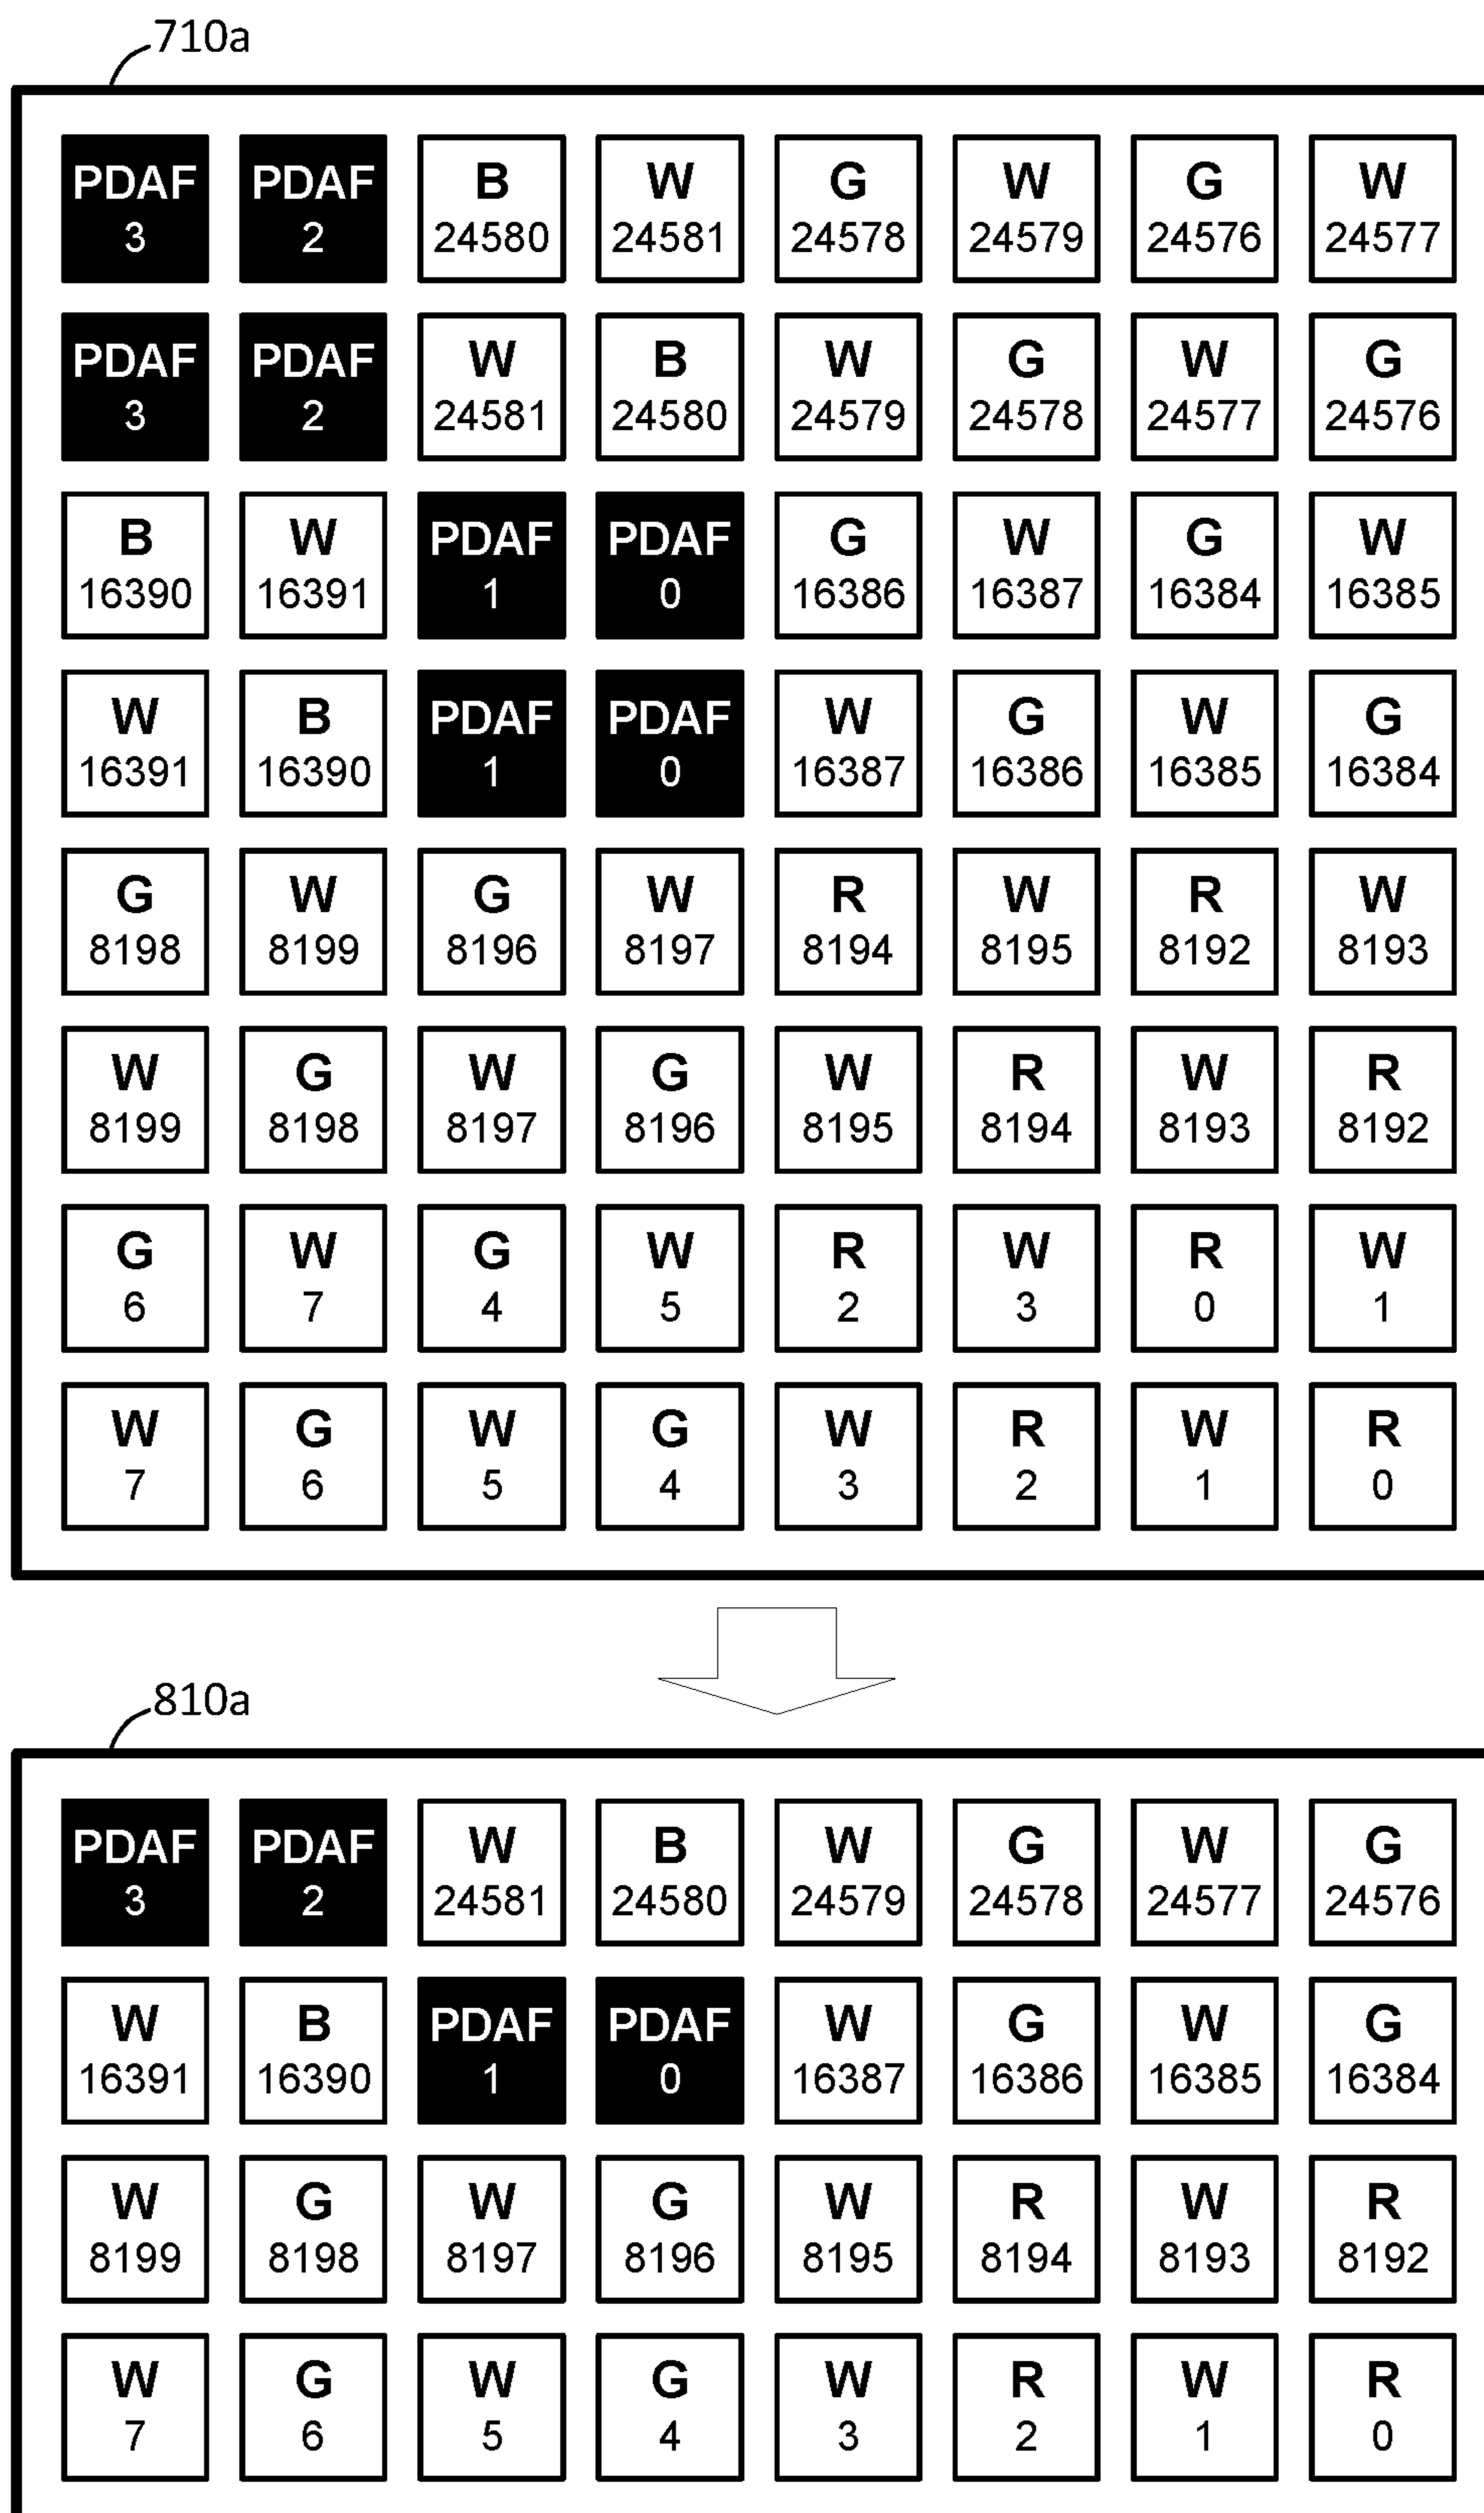 710a
PDAF PDAF B W G W G W
3 2 24580 24581 24578 24579 24576 24577
PDAF PDAF W B W G W G
3 2 24581 24580 24579 24578 24577 24576
B W PDAF PDAF G W G W
16390 16391 1 0 16386 16387 16384 16385
W B PDAF PDAF W G W G
16391 16390 1 0 16387 16386 16385 16384
G W G W R W R W
8198 8199 8196 8197 8194 8195 8192 8193
W G W G W R W R
8199 8198 8197 8196 8195 8194 8193 8192
G W G W R W R W
6 7 4 5 2 3 0 1
W G W G W R W R
7 6 5 4 3 2 1 0
810a
PDAF PDAF W B W G W G
3 2 24581 24580 24579 24578 24577 24576
W B PDAF PDAF W G W G
16391 16390 1 0 16387 16386 16385 16384
W G W G W R W R
8199 8198 8197 8196 8195 8194 8193 8192
W G W G W R W R
7 6 5 4 3 2 1 0